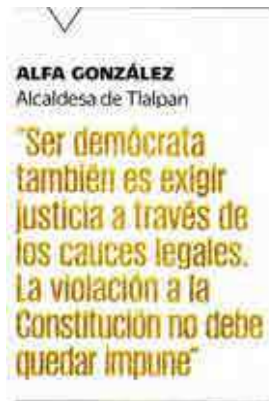 ALFA GONZÁLEZ
Alcaldesa de Tlalpan
"Ser demócrata
también es exigir
justicia a través de
los cauces legales.
La violación a la
Constitución no debe
quedar impune"